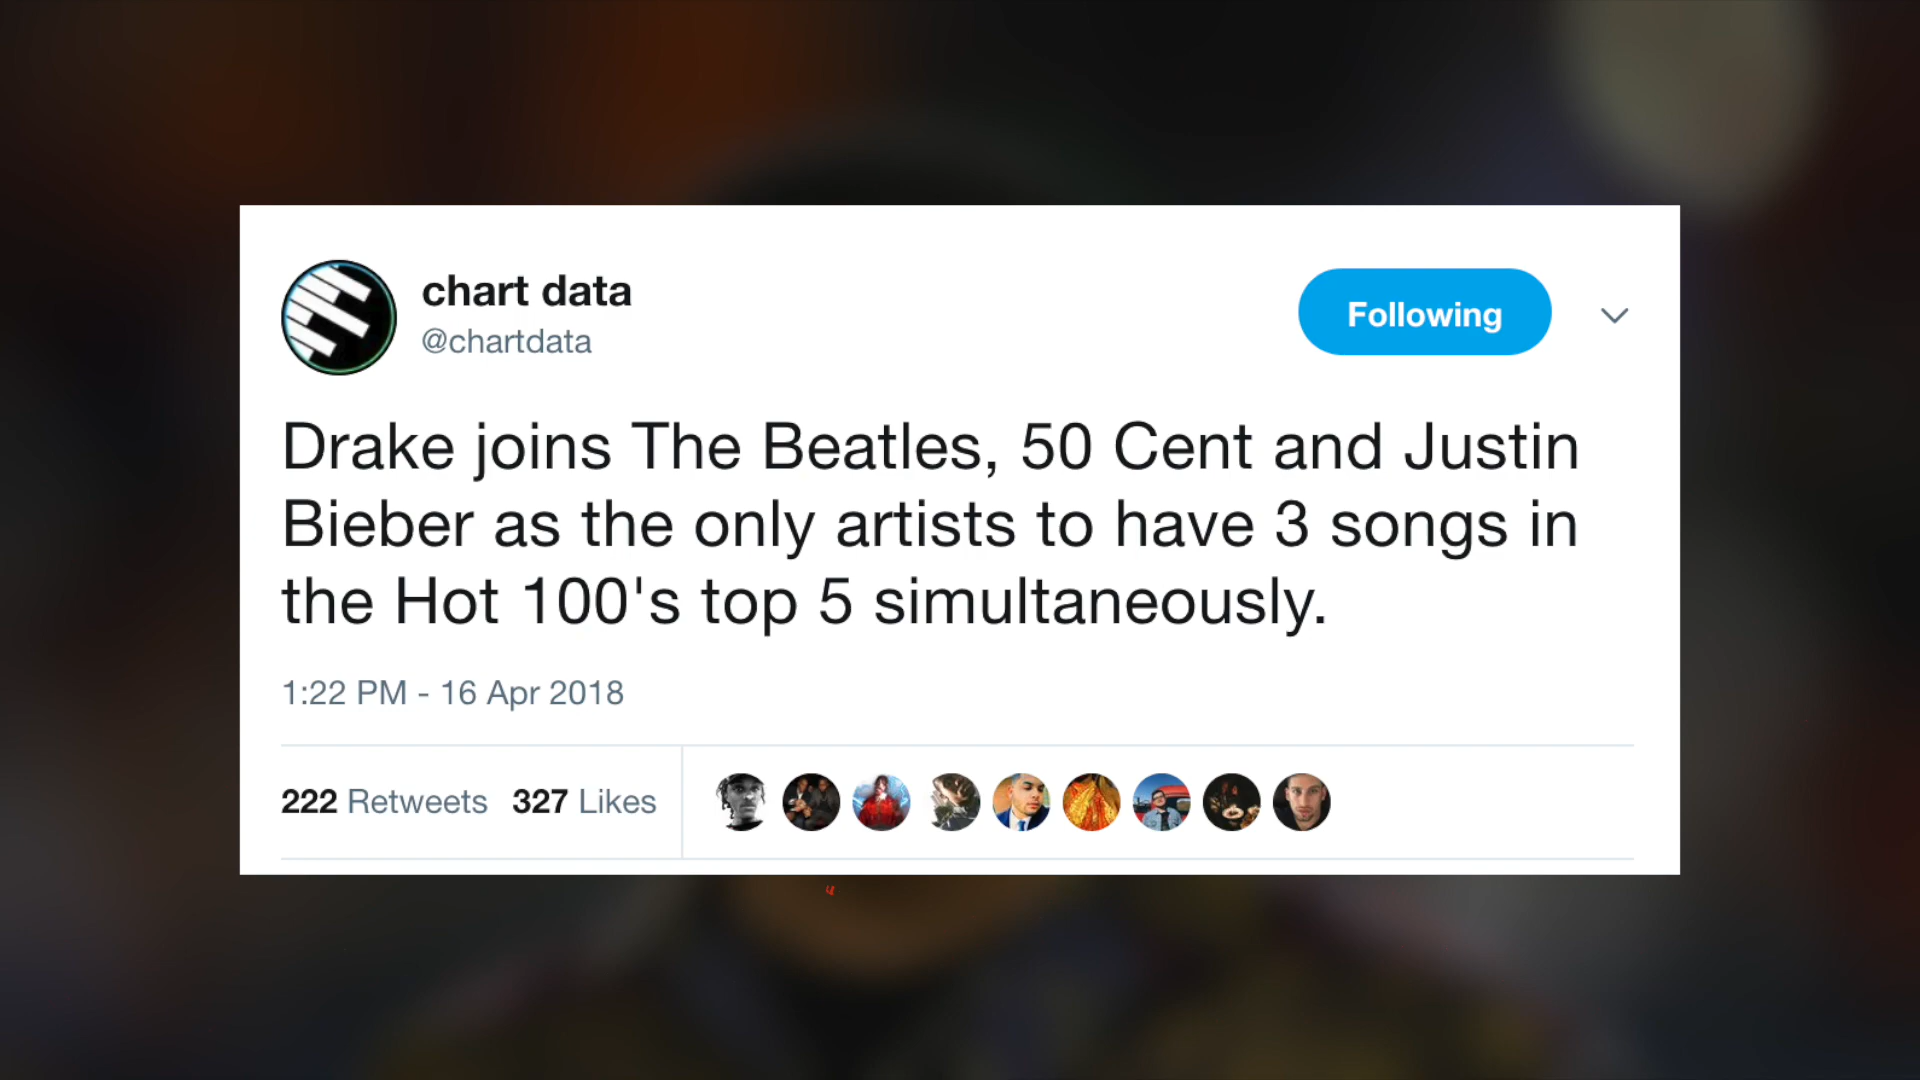 chart data
@chartdata
Following
Drake joins The Beatles, 50 Cent and Justin
Bieber as the only artists to have 3 songs in
the Hot 100's top 5 simultaneously.
1:22 PM - 16 Apr 2018
222 Retweets 327 Likes